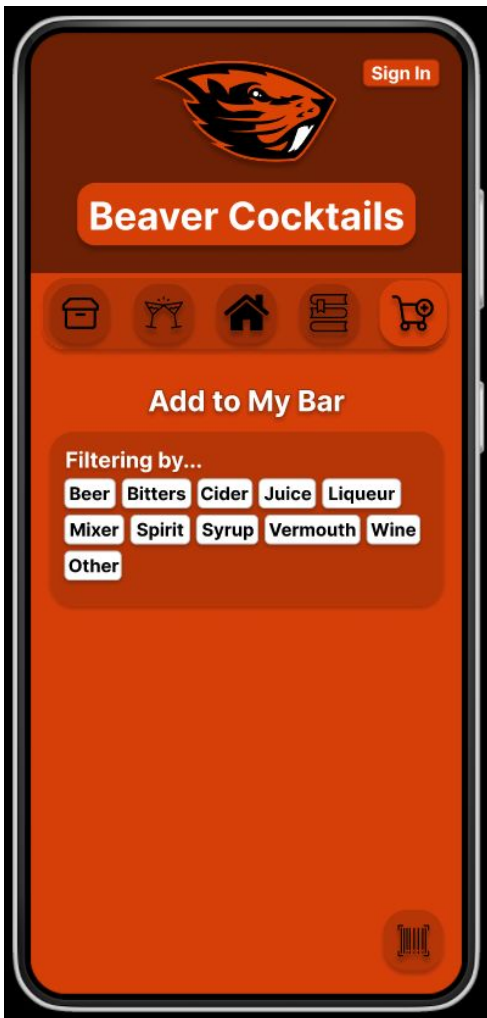 Sign In
Beaver Cocktails
Add to My Bar
Filtering by...
Beer Bitters Cider Juice Liqueur
Mixer Spirit Syrup Vermouth Wine
Other